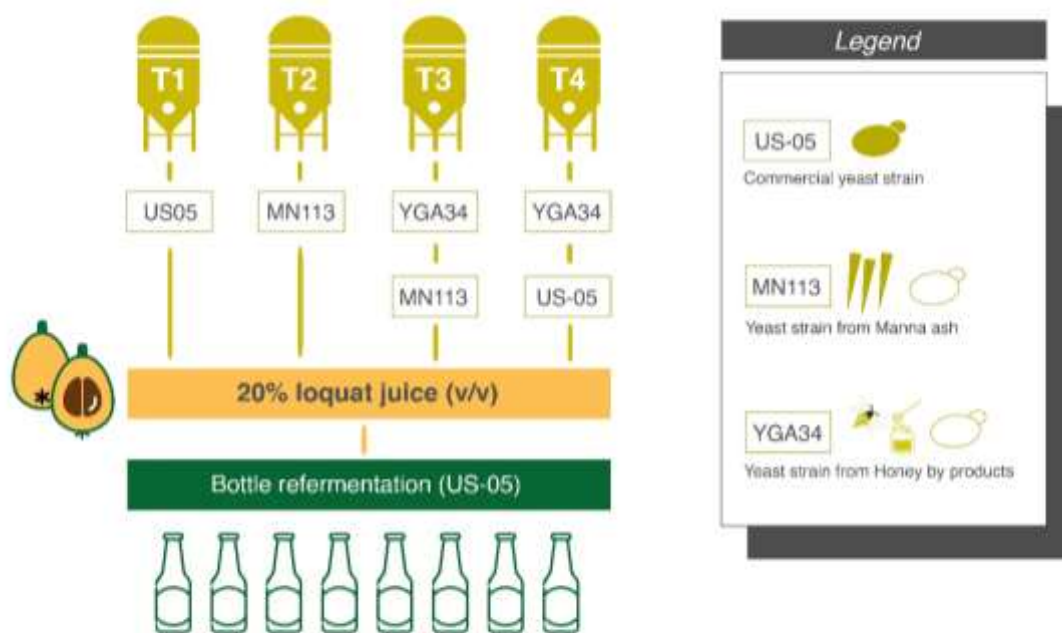 T1 T2 T3 T4
US05 MN113 YGA34 YGA34
MN113 US-05
20% loquat juice (v/v)
Bottle refermentation (US-05)
Legend
US-05
Commercial yeast strain
MN113
Yeast strain from Manna ash
YGA34
Yeast strain from Honey by products